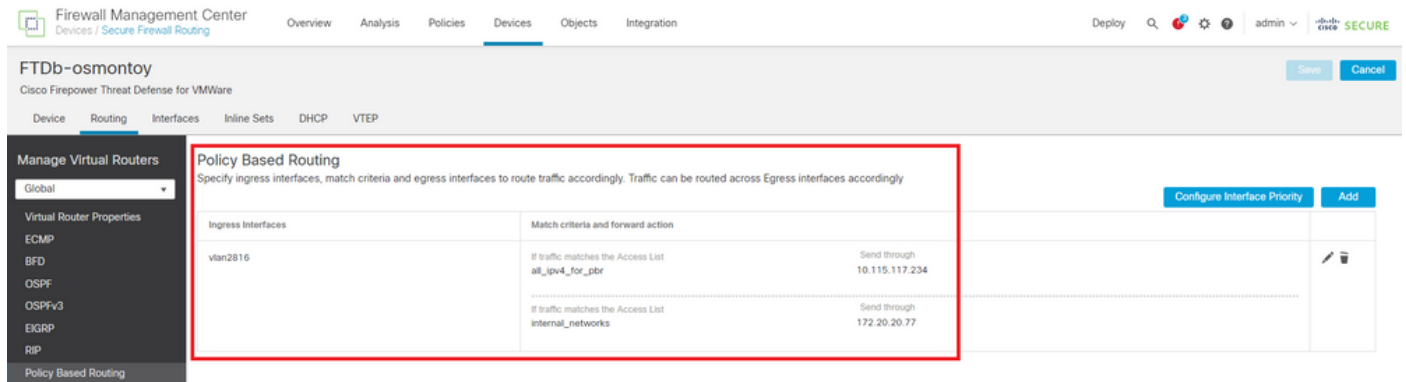 Firewall Management Center
Devices / Secure Firewall Routing
Overview Analysis Policies Devices Objects Integration
Deploy admin CISCO SECURE
FTDb-osmontoy
Save Cancel
Cisco Firepower Threat Defense for VMWare
Device Routing Interfaces Inline Sets DHCP VTEP
Manage Virtual Routers
Global
Virtual Router Properties
ECMP
BFD
OSPF
OSPFv3
EIGRP
RIP
Policy Based Routing
Policy Based Routing
Specify ingress interfaces, match criteria and egress interfaces to route traffic accordingly. Traffic can be routed across Egress interfaces accordingly
Configure Interface Priority Add
Ingress Interfaces Match criteria and forward action
vlan2816
If traffic matches the Access List Send through
all_ipv4_for_pbr 10.115.117.234
If traffic matches the Access List Send through
internal_networks 172.20.20.77